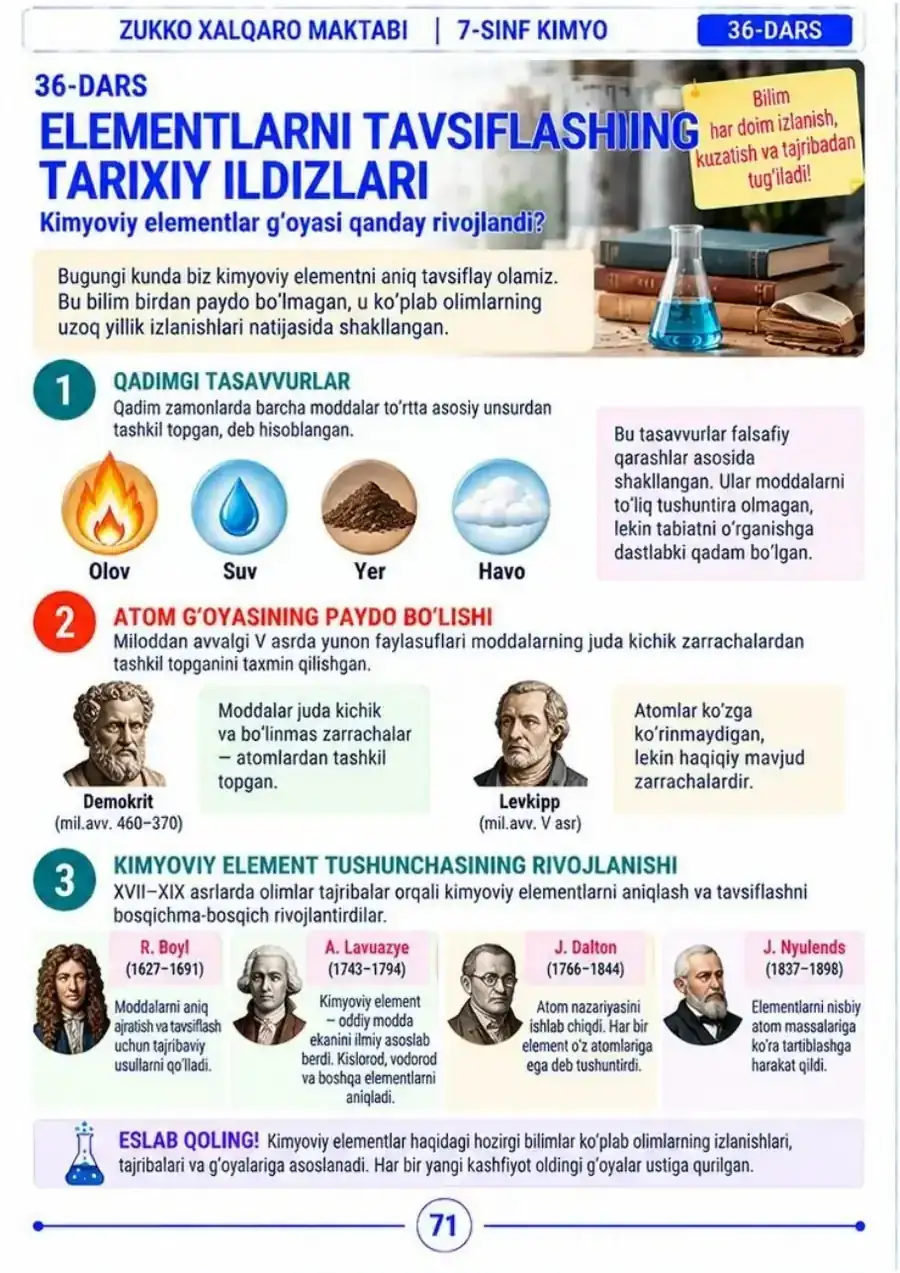 ZUKKO XALQARO MAKTABI | 7-SINF KIMYO
36-DARS
36-DARS
ELEMENTLARNI TAVSIFLASHIING
TARIXIY ILDIZLARI
Kimyoviy elementlar g‘oyasi qanday rivojlandi?
Bilim
har doim izlanish,
kuzatish va tajribadan
tug‘iladi!
Bugungi kunda biz kimyoviy elementni aniq tavsiflay olamiz.
Bu bilim birdan paydo bo‘lmagan, u ko‘plab olimlarning
uzoq yillik izlanishlari natijasida shakllangan.
1
QADIMGI TASAVVURLAR
Qadim zamonlarda barcha moddalar to‘rtta asosiy unsurdan
tashkil topgan, deb hisoblangan.
Olov
Suv
Yer
Havo
Bu tasavvurlar falsafiy
qarashlar asosida
shakllangan. Ular moddalarni
to‘liq tushuntira olmagan,
lekin tabiatni o‘rganishga
dastlabki qadam bo‘lgan.
2
ATOM G‘OYASINING PAYDO BO‘LISHI
Miloddan avvalgi V asrda yunon faylasuflari moddalarning juda kichik zarrachalardan
tashkil topganini taxmin qilishgan.
Demokrit
(mil.avv. 460–370)
Moddalar juda kichik
va bo‘linmas zarrachalar
– atomlardan tashkil
topgan.
Levkipp
(mil.avv. V asr)
Atomlar ko‘zga
ko‘rinmaydigan,
lekin haqiqiy mavjud
zarrachalardir.
3
KIMYOVIY ELEMENT TUSHUNCHASINING RIVOJLANISHI
XVII–XIX asrlarda olimlar tajribalar orqali kimyoviy elementlarni aniqlash va tavsiflashni
bosqichma-bosqich rivojlantirdilar.
R. Boyl
(1627–1691)
Moddalarni aniq
ajratish va tavsiflash
uchun tajribaviy
usullarni qo‘lladi.
A. Lavuazye
(1743–1794)
Kimyoviy element
– oddiy modda
ekanini ilmiy asoslab
berdi. Kislorod, vodorod
va boshqa elementlarni
aniqladi.
J. Dalton
(1766–1844)
Atom nazariyasini
ishlab chiqdi. Har bir
element o‘z atomlariga
ega deb tushuntirdi.
J. Nyulends
(1837–1898)
Elementlarni nisbiy
atom massalariga
ko‘ra tartiblashga
harakat qildi.
ESLAB QOLING! Kimyoviy elementlar haqidagi hozirgi bilimlar ko‘plab olimlarning izlanishlari,
tajribalari va g‘oyalariga asoslanadi. Har bir yangi kashfiyot oldingi g‘oyalar ustiga qurilgan.
71